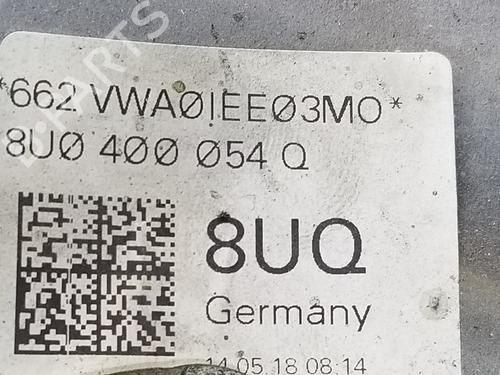 *662 VWA0IEE03MO*
8U0 400 054 Q
8UQ
Germany
14.05.18 08:14